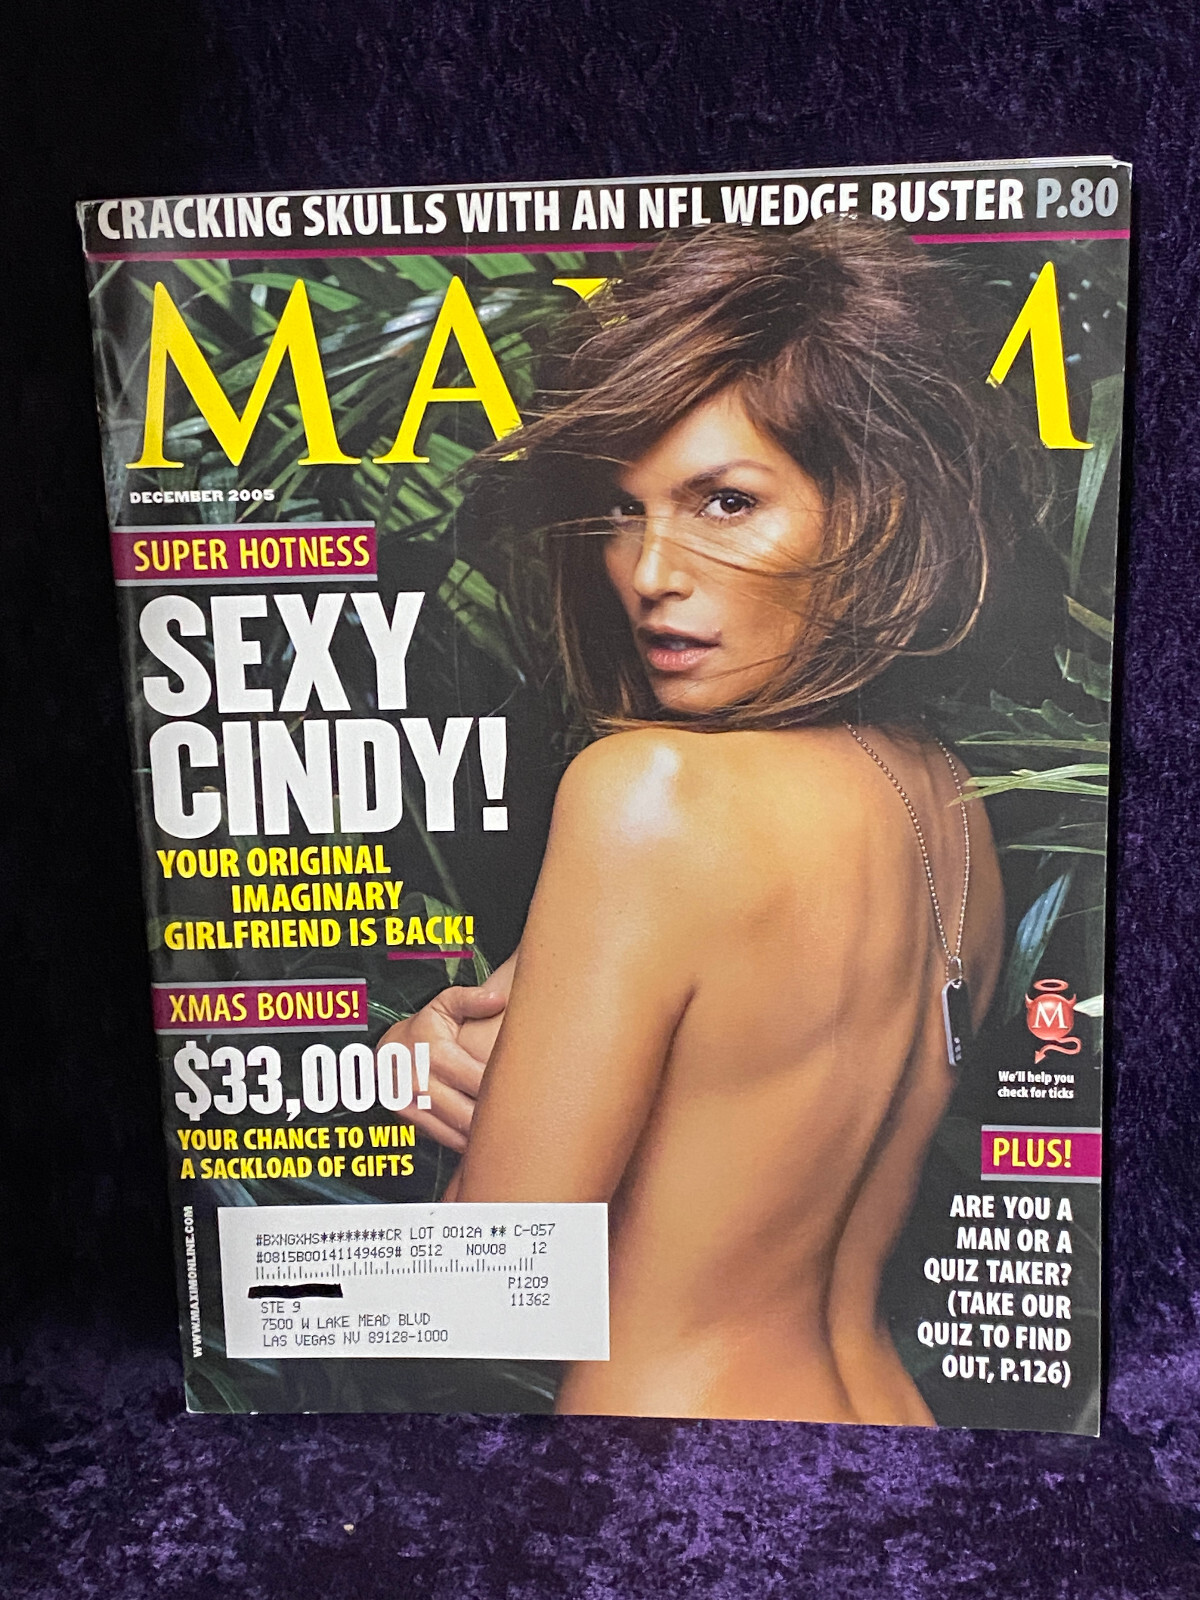 CRACKING SKULLS WITH AN NFL WEDGE BUSTER P.80
MAXIM
DECEMBER 2005
SUPER HOTNESS
SEXY
CINDY!
YOUR ORIGINAL
IMAGINARY
GIRLFRIEND IS BACK!
XMAS BONUS!
$33,000!
YOUR CHANCE TO WIN
A SACKLOAD OF GIFTS
WWW.MAXIMONLINE.COM
#BXNGXHS********CR LOT 0012A ** C-057
#0815B00141149469# 0512 NOV08 12
P1209
11362
STE 9
7500 W LAKE MEAD BLVD
LAS VEGAS NV 89128-1000
M
We'll help you
check for ticks
PLUS!
ARE YOU A
MAN OR A
QUIZ TAKER?
(TAKE OUR
QUIZ TO FIND
OUT, P.126)